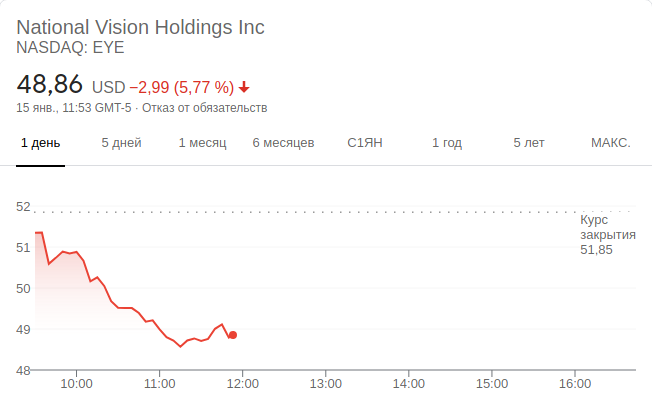 National Vision Holdings Inc
NASDAQ: EYE
48,86 USD −2,99 (5,77 %)
15 янв., 11:53 GMT-5 · Отказ от обязательств
1 день 5 дней 1 месяц 6 месяцев С1ЯН 1 год 5 лет МАКС.
52
Курс
закрытия
51,85
51
50
49
48
10:00 11:00 12:00 13:00 14:00 15:00 16:00